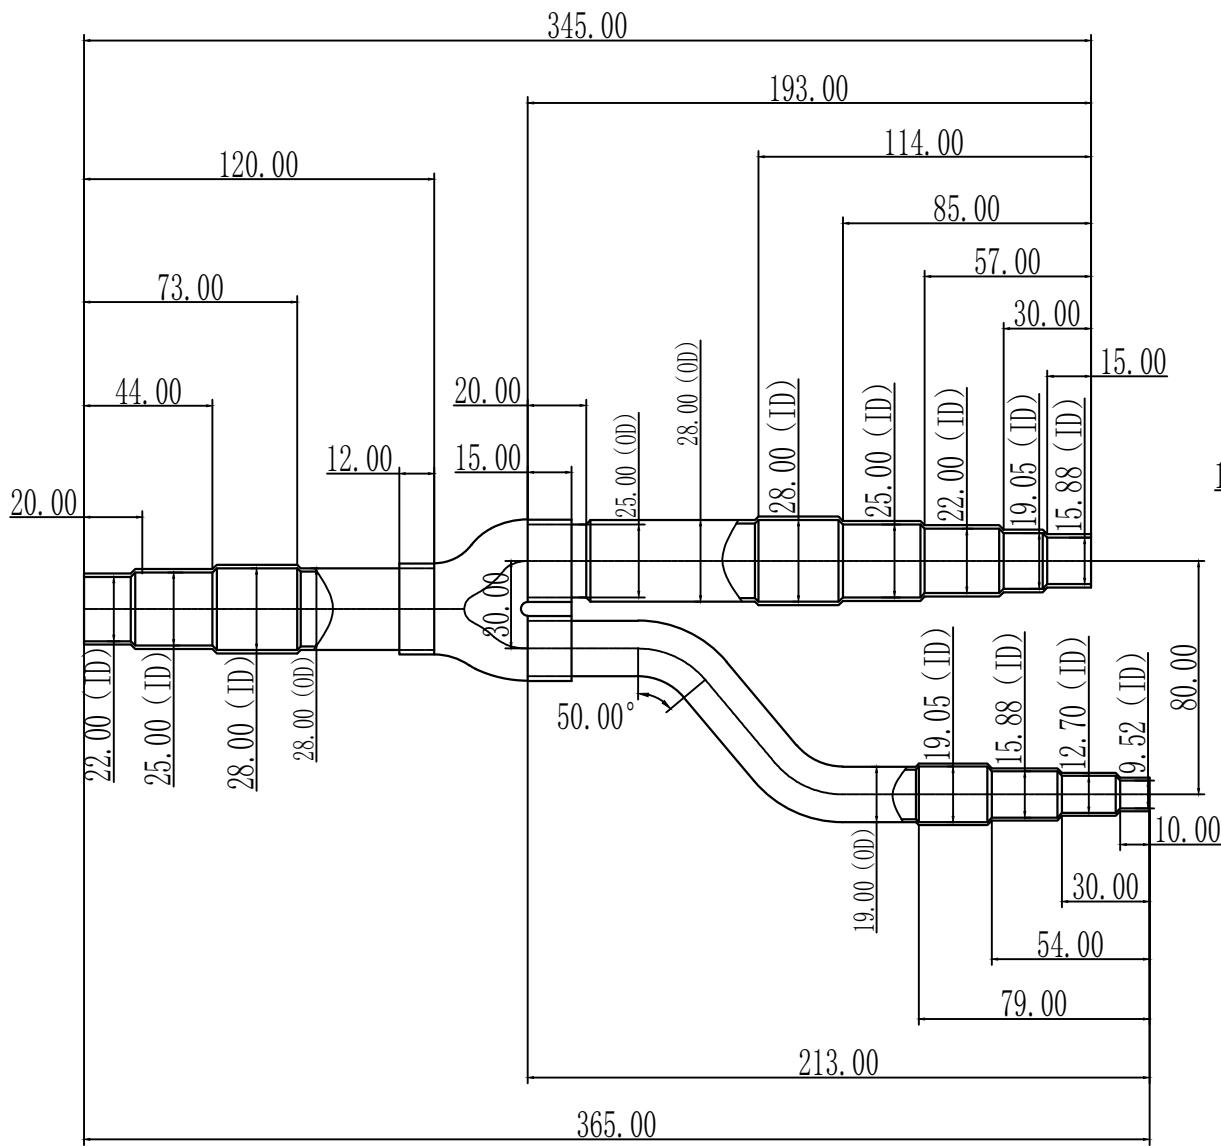 345.00
193.00
114.00
120.00
85.00
57.00
73.00
30.00
15.00
44.00
20.00
12.00
15.00
20.00
25.00 (OD)
28.00 (OD)
28.00 (ID)
25.00 (ID)
22.00 (ID)
19.05 (ID)
15.88 (ID)
1
30.00
22.00 (ID)
25.00 (ID)
28.00 (ID)
28.00 (OD)
50.00°
19.05 (ID)
15.88 (ID)
12.70 (ID)
9.52 (ID)
80.00
19.00 (OD)
10.00
30.00
54.00
79.00
213.00
365.00